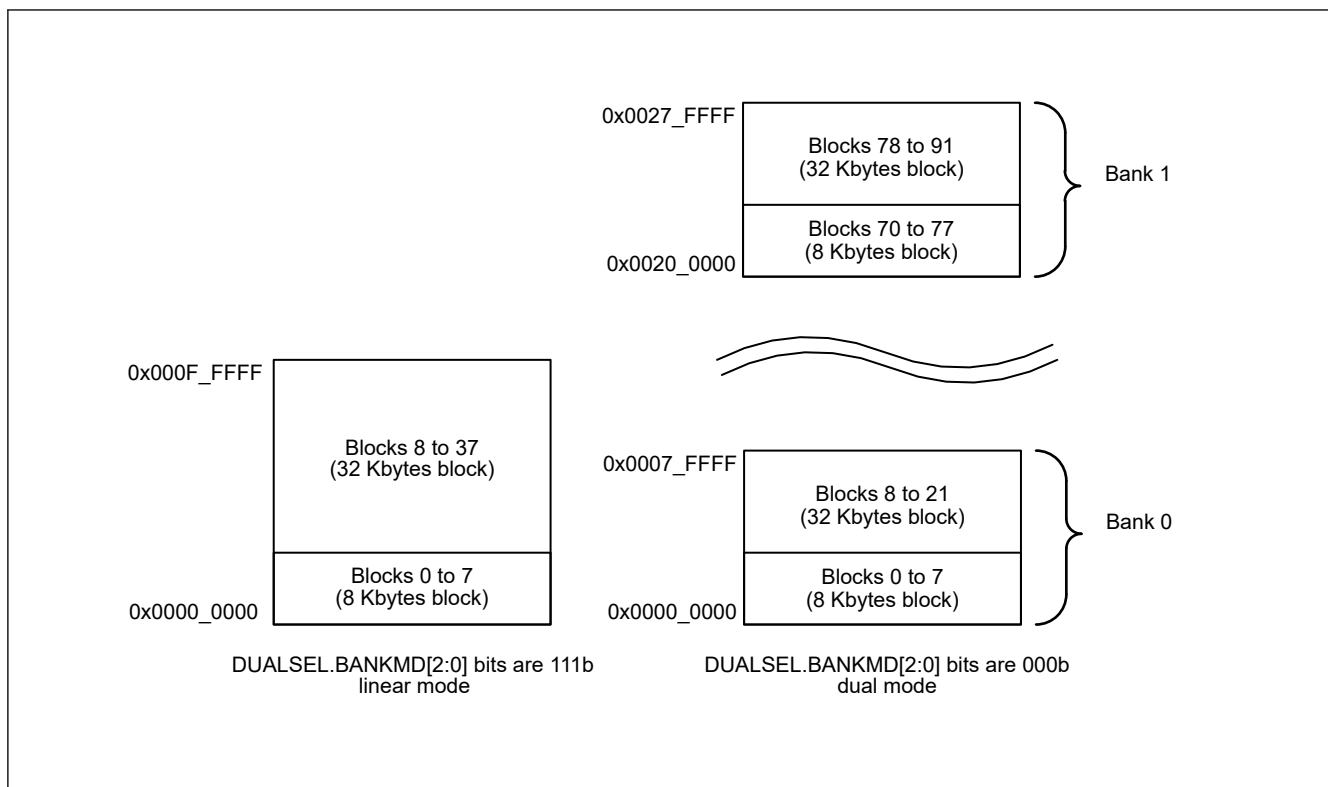 0x0027_FFFF
Blocks 78 to 91
(32 Kbytes block)
Bank 1
Blocks 70 to 77
(8 Kbytes block)
0x0020_0000
0x000F_FFFF
Blocks 8 to 37
(32 Kbytes block)
Blocks 0 to 7
(8 Kbytes block)
0x0000_0000
0x0007_FFFF
Blocks 8 to 21
(32 Kbytes block)
Bank 0
Blocks 0 to 7
(8 Kbytes block)
0x0000_0000
DUALSEL.BANKMD[2:0] bits are 111b
linear mode
DUALSEL.BANKMD[2:0] bits are 000b
dual mode